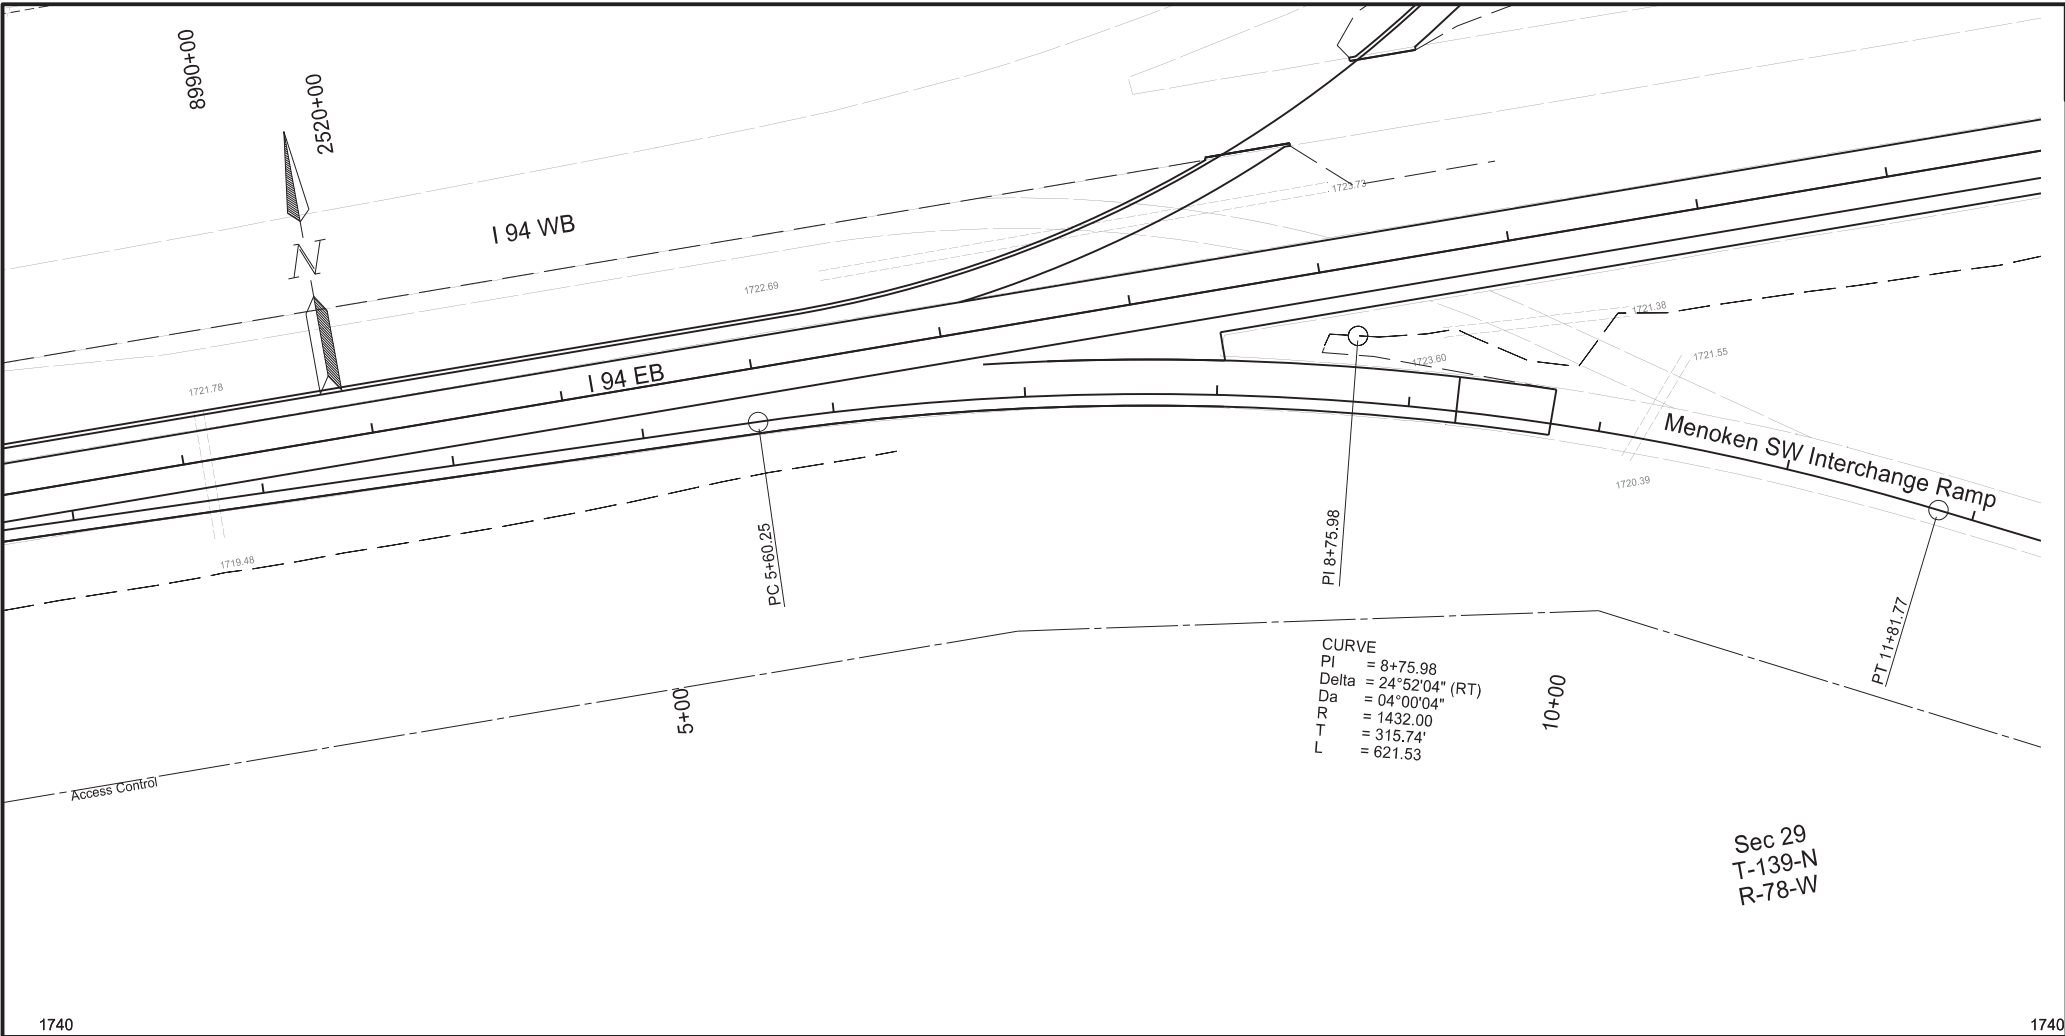 8990+00
2520+00
N
I 94 WB
1723.73
1722.69
1721.38
I 94 EB
1721.78
1723.60
1721.55
Menoken SW Interchange Ramp
1720.39
1719.48
PC 5+60.25
PI 8+75.98
PT 11+81.77
CURVE
PI = 8+75.98
Delta = 24°52'04" (RT)
Da = 04°00'04"
R = 1432.00
T = 315.74'
L = 621.53
5+00
10+00
Access Control
Sec 29
T-139-N
R-78-W
1740
1740